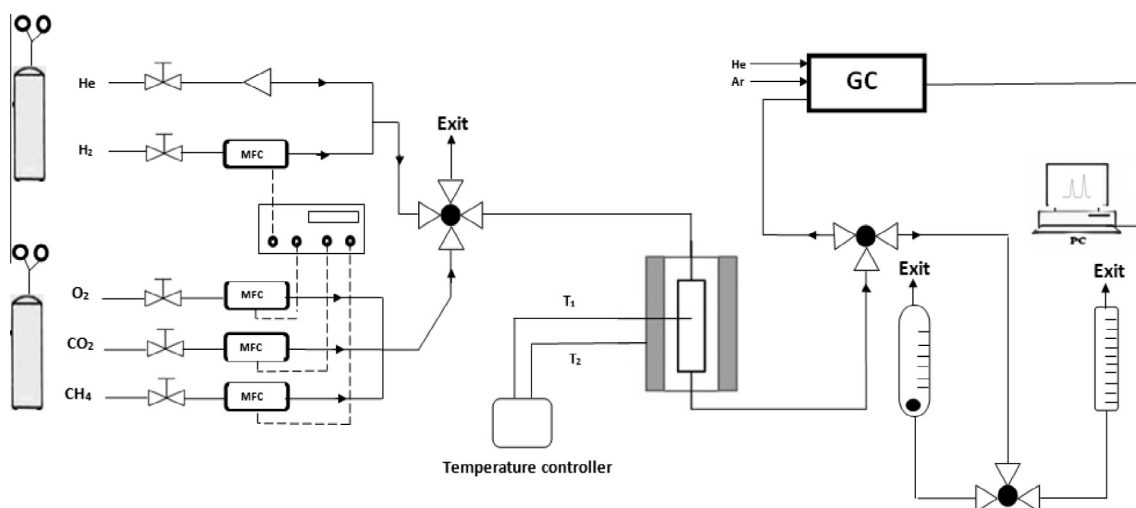 He
H₂
MFC
Exit
O₂
MFC
CO₂
MFC
CH₄
MFC
T₁
T₂
Temperature controller
He
Ar
GC
PC
Exit
Exit